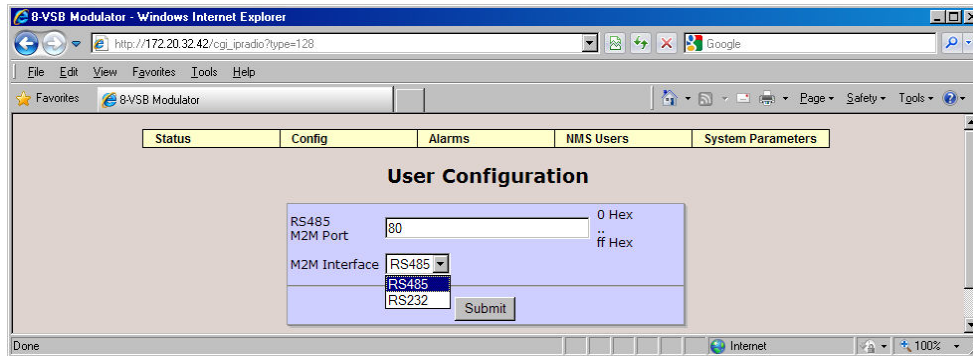 8-VSB Modulator - Windows Internet Explorer
http://172.20.32.42/cgi_ipradio?type=128
Google
File Edit View Favorites Tools Help
Favorites 8-VSB Modulator Page Safety Tools
Status Config Alarms NMS Users System Parameters
User Configuration
RS485
M2M Port
80
0 Hex
..
ff Hex
M2M Interface RS485
RS485
RS232
Submit
Done Internet 100%